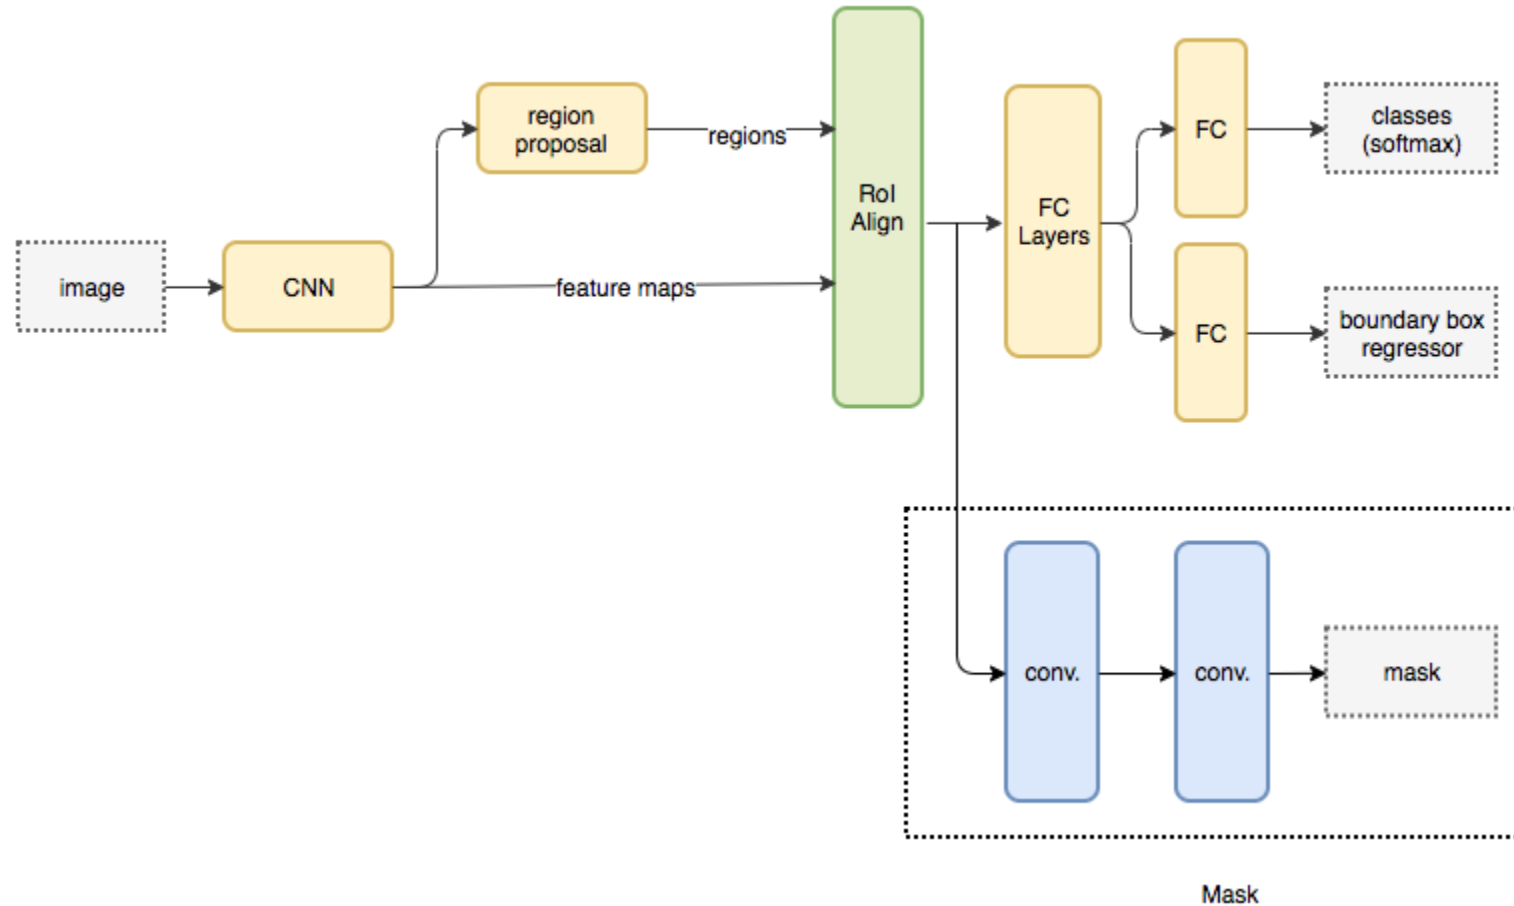 region
proposal
regions
image
CNN
feature maps
RoI
Align
FC
Layers
FC
classes
(softmax)
FC
boundary box
regressor
conv.
conv.
mask
Mask